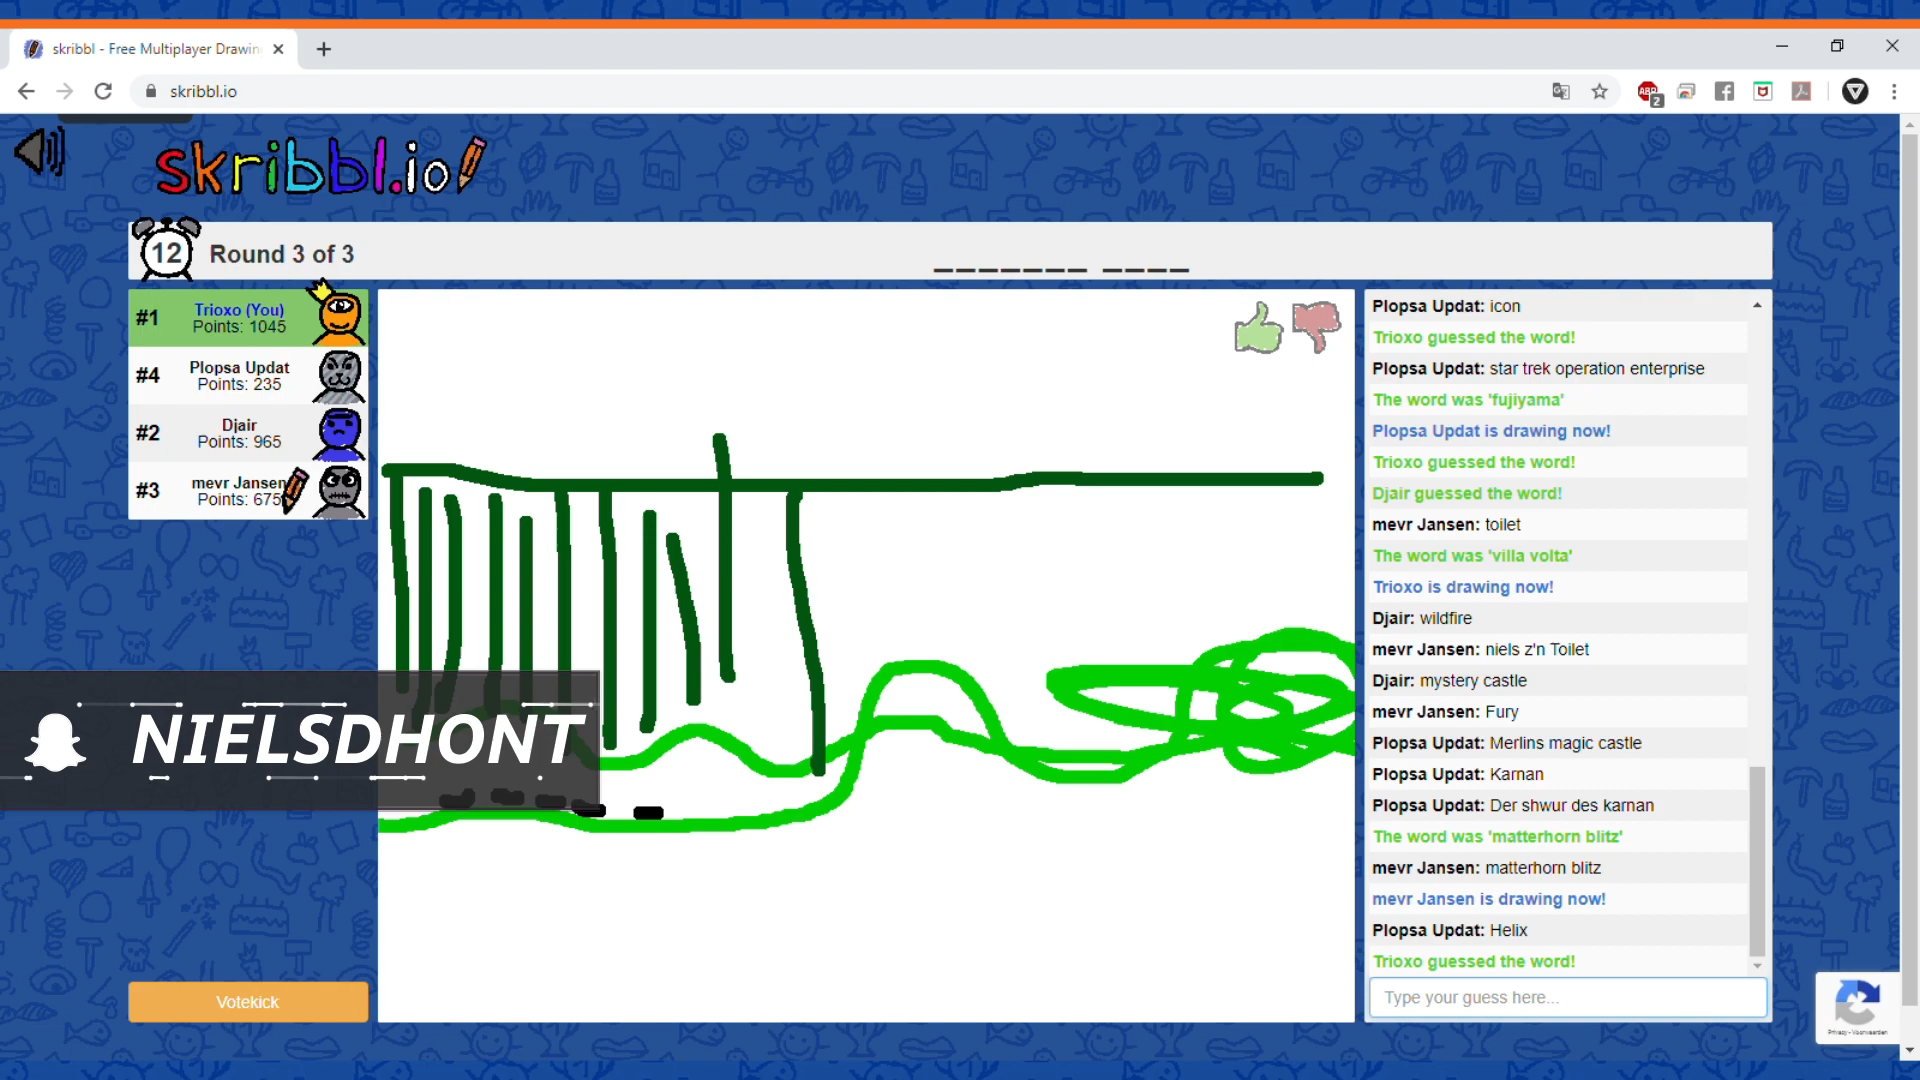 skribbl - Free Multiplayer Drawin
skribbl.io
ABP
2
skribbl.io
12
Round 3 of 3
_______ ____
#1
Trioxo (You)
Points: 1045
#4
Plopsa Updat
Points: 235
#2
Djair
Points: 965
#3
mevr Jansen
Points: 675
NIELSDHONT
Votekick
Plopsa Updat: icon
Trioxo guessed the word!
Plopsa Updat: star trek operation enterprise
The word was 'fujiyama'
Plopsa Updat is drawing now!
Trioxo guessed the word!
Djair guessed the word!
mevr Jansen: toilet
The word was 'villa volta'
Trioxo is drawing now!
Djair: wildfire
mevr Jansen: niels z'n Toilet
Djair: mystery castle
mevr Jansen: Fury
Plopsa Updat: Merlins magic castle
Plopsa Updat: Karnan
Plopsa Updat: Der shwur des karnan
The word was 'matterhorn blitz'
mevr Jansen: matterhorn blitz
mevr Jansen is drawing now!
Plopsa Updat: Helix
Trioxo guessed the word!
Type your guess here...
Privacy - Voorwaarden